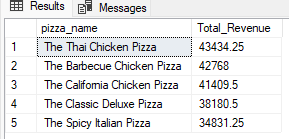 Results Messages
pizza_name Total_Revenue
1 The Thai Chicken Pizza 43434.25
2 The Barbecue Chicken Pizza 42768
3 The California Chicken Pizza 41409.5
4 The Classic Deluxe Pizza 38180.5
5 The Spicy Italian Pizza 34831.25